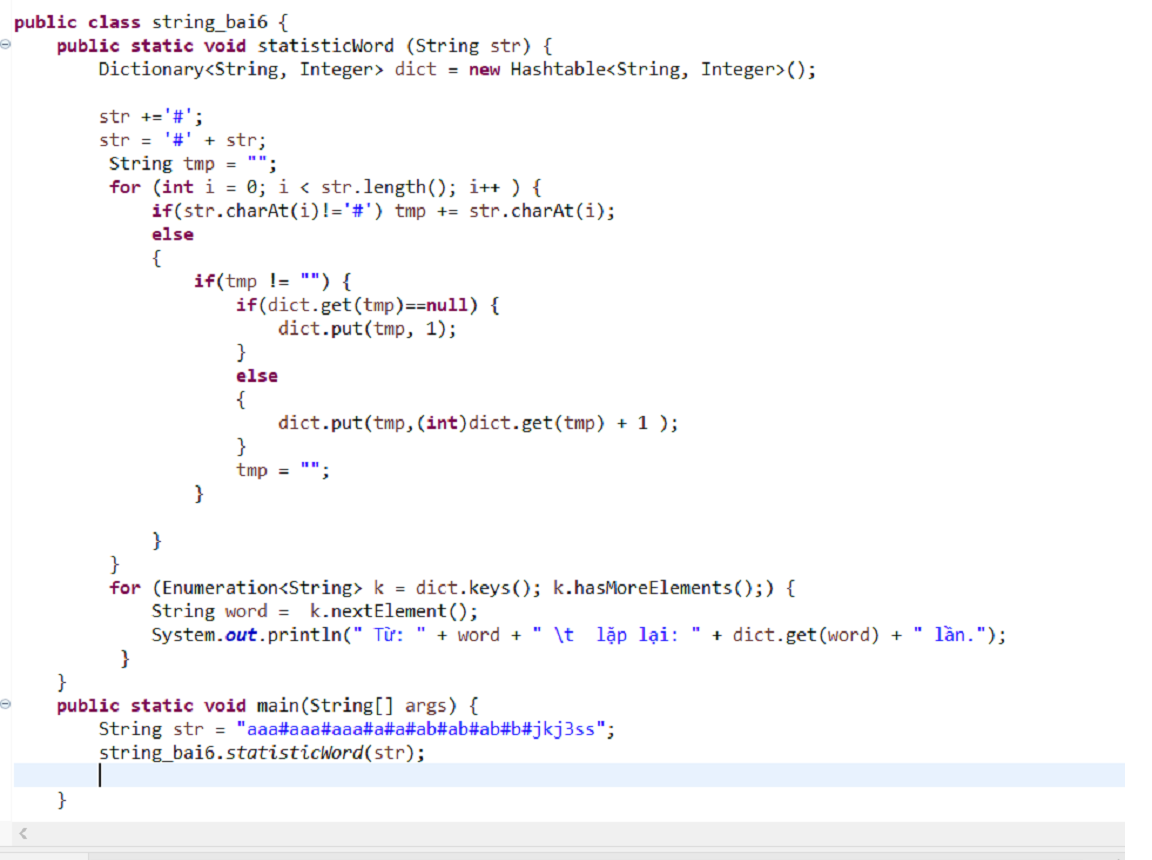 public class string_bai6 {
public static void statisticWord (String str) {
Dictionary<String, Integer> dict = new Hashtable<String, Integer>();
str +='#';
str = '#' + str;
String tmp = "";
for (int i = 0; i < str.length(); i++ ) {
if(str.charAt(i)!='#') tmp += str.charAt(i);
else
{
if(tmp != "") {
if(dict.get(tmp)==null) {
dict.put(tmp, 1);
}
else
{
dict.put(tmp,(int)dict.get(tmp) + 1 );
}
tmp = "";
}
}
}
for (Enumeration<String> k = dict.keys(); k.hasMoreElements();) {
String word =  k.nextElement();
System.out.println(" Từ: " + word + " \t  lặp lại: " + dict.get(word) + " lần.");
}
}
public static void main(String[] args) {
String str = "aaa#aaa#aaa#a#a#ab#ab#ab#b#jkj3ss";
string_bai6.statisticWord(str);
}